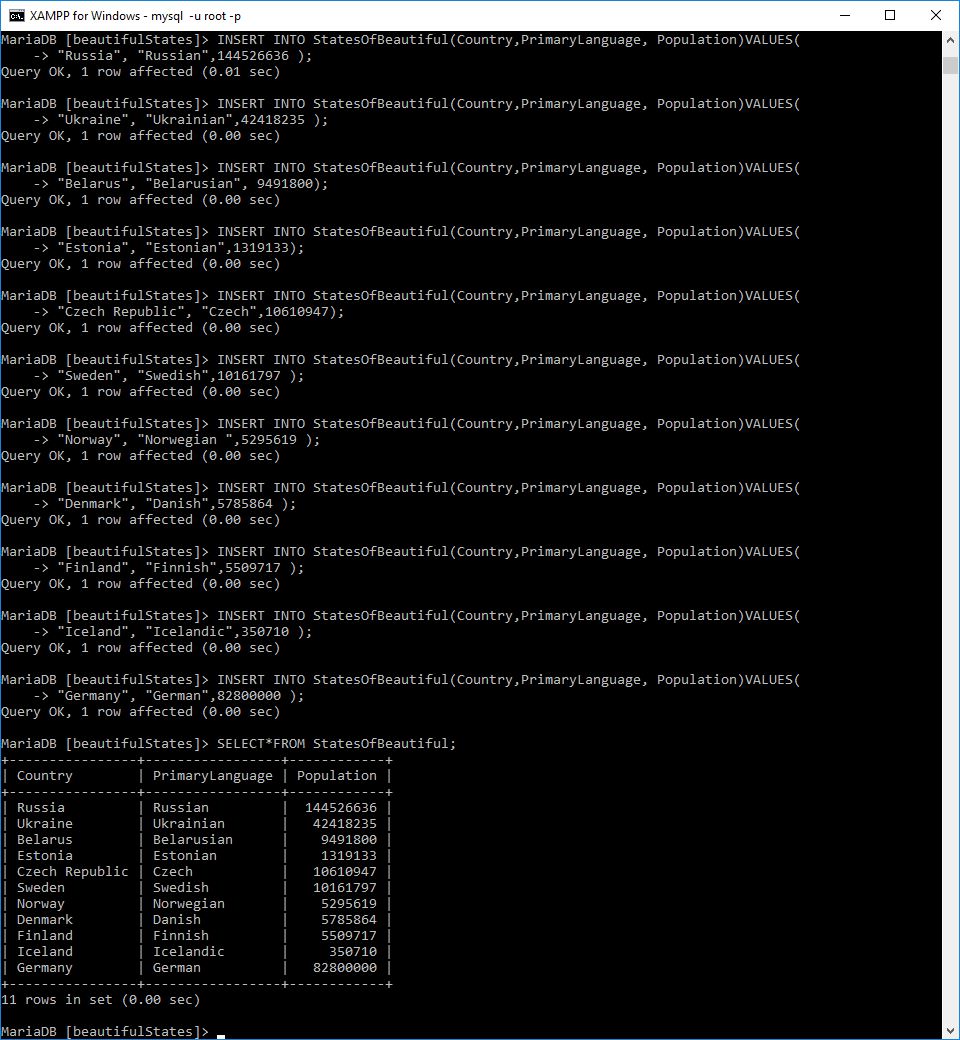 XAMPP for Windows - mysql  -u root -p
MariaDB [beautifulStates]> INSERT INTO StatesOfBeautiful(Country,PrimaryLanguage, Population)VALUES(
    -> "Russia", "Russian",144526636 );
Query OK, 1 row affected (0.01 sec)

MariaDB [beautifulStates]> INSERT INTO StatesOfBeautiful(Country,PrimaryLanguage, Population)VALUES(
    -> "Ukraine", "Ukrainian",42418235 );
Query OK, 1 row affected (0.00 sec)

MariaDB [beautifulStates]> INSERT INTO StatesOfBeautiful(Country,PrimaryLanguage, Population)VALUES(
    -> "Belarus", "Belarusian", 9491800);
Query OK, 1 row affected (0.00 sec)

MariaDB [beautifulStates]> INSERT INTO StatesOfBeautiful(Country,PrimaryLanguage, Population)VALUES(
    -> "Estonia", "Estonian",1319133);
Query OK, 1 row affected (0.00 sec)

MariaDB [beautifulStates]> INSERT INTO StatesOfBeautiful(Country,PrimaryLanguage, Population)VALUES(
    -> "Czech Republic", "Czech",10610947);
Query OK, 1 row affected (0.00 sec)

MariaDB [beautifulStates]> INSERT INTO StatesOfBeautiful(Country,PrimaryLanguage, Population)VALUES(
    -> "Sweden", "Swedish",10161797 );
Query OK, 1 row affected (0.00 sec)

MariaDB [beautifulStates]> INSERT INTO StatesOfBeautiful(Country,PrimaryLanguage, Population)VALUES(
    -> "Norway", "Norwegian ",5295619 );
Query OK, 1 row affected (0.00 sec)

MariaDB [beautifulStates]> INSERT INTO StatesOfBeautiful(Country,PrimaryLanguage, Population)VALUES(
    -> "Denmark", "Danish",5785864 );
Query OK, 1 row affected (0.00 sec)

MariaDB [beautifulStates]> INSERT INTO StatesOfBeautiful(Country,PrimaryLanguage, Population)VALUES(
    -> "Finland", "Finnish",5509717 );
Query OK, 1 row affected (0.00 sec)

MariaDB [beautifulStates]> INSERT INTO StatesOfBeautiful(Country,PrimaryLanguage, Population)VALUES(
    -> "Iceland", "Icelandic",350710 );
Query OK, 1 row affected (0.00 sec)

MariaDB [beautifulStates]> INSERT INTO StatesOfBeautiful(Country,PrimaryLanguage, Population)VALUES(
    -> "Germany", "German",82800000 );
Query OK, 1 row affected (0.00 sec)

MariaDB [beautifulStates]> SELECT*FROM StatesOfBeautiful;
+----------------+-----------------+------------+
| Country        | PrimaryLanguage | Population |
+----------------+-----------------+------------+
| Russia         | Russian         |  144526636 |
| Ukraine        | Ukrainian       |   42418235 |
| Belarus        | Belarusian      |    9491800 |
| Estonia        | Estonian        |    1319133 |
| Czech Republic | Czech           |   10610947 |
| Sweden         | Swedish         |   10161797 |
| Norway         | Norwegian       |    5295619 |
| Denmark        | Danish          |    5785864 |
| Finland        | Finnish         |    5509717 |
| Iceland        | Icelandic       |     350710 |
| Germany        | German          |   82800000 |
+----------------+-----------------+------------+
11 rows in set (0.00 sec)

MariaDB [beautifulStates]> _